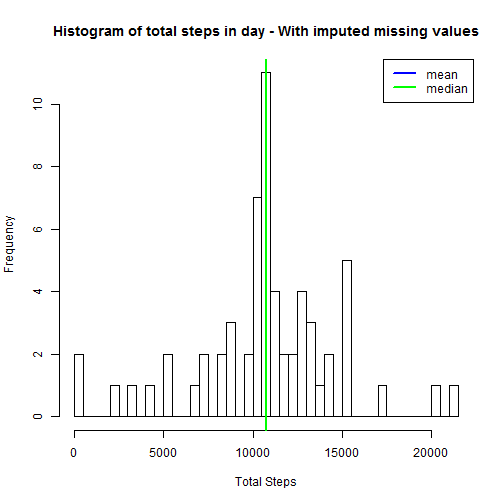 Histogram of total steps in day - With imputed missing values
mean
median
Frequency
10
8
6
4
2
0
0 5000 10000 15000 20000
Total Steps